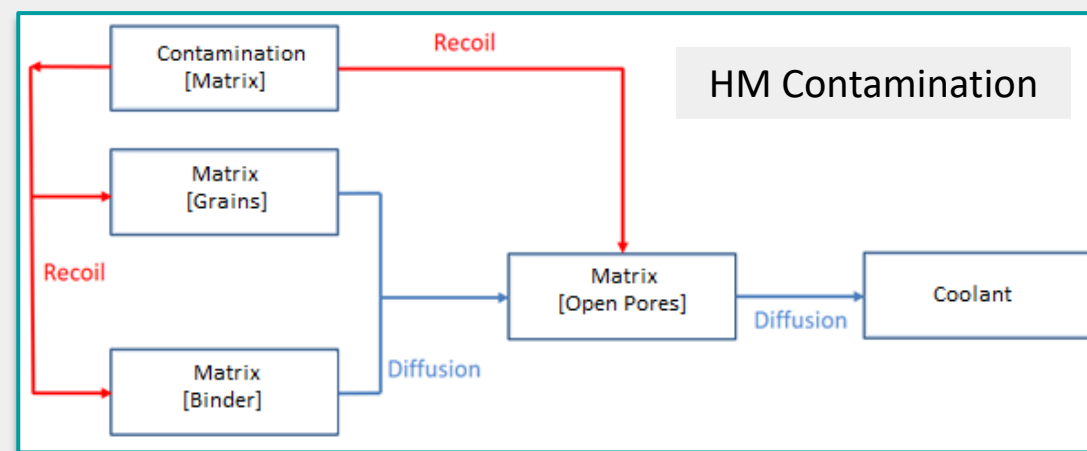 Contamination
[Matrix]
Recoil
HM Contamination
Matrix
[Grains]
Recoil
Matrix
[Open Pores]
Diffusion
Coolant
Matrix
[Binder]
Diffusion